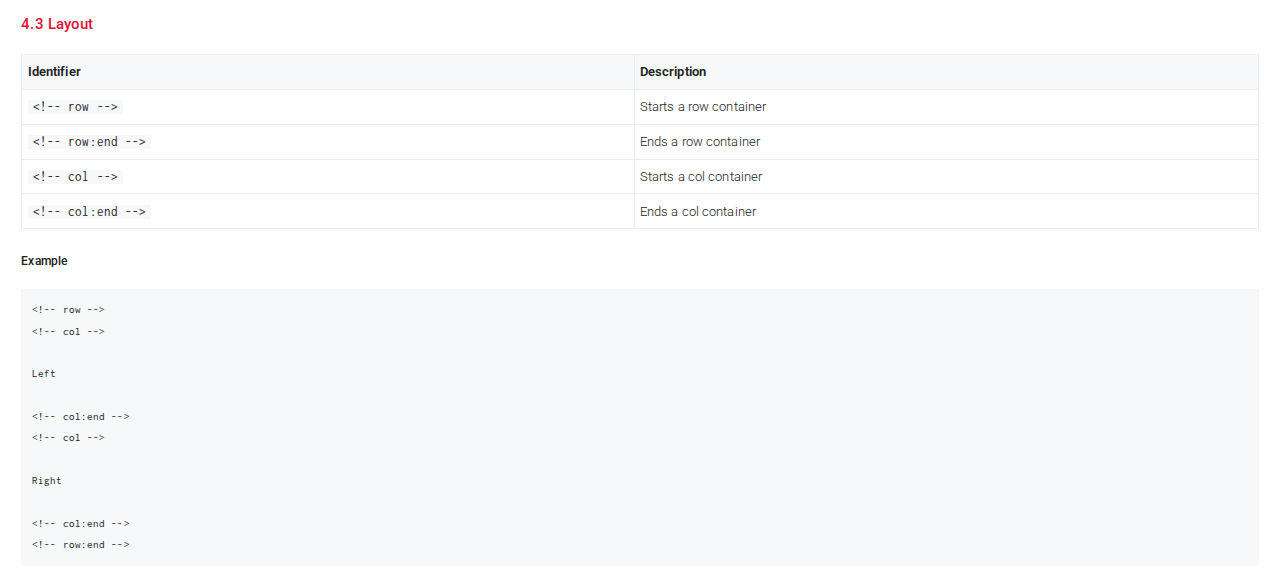 4.3 Layout
Identifier Description
<!-- row --> Starts a row container
<!-- row:end --> Ends a row container
<!-- col --> Starts a col container
<!-- col:end --> Ends a col container
Example
<!-- row -->
<!-- col -->
Left
<!-- col:end -->
<!-- col -->
Right
<!-- col:end -->
<!-- row:end -->